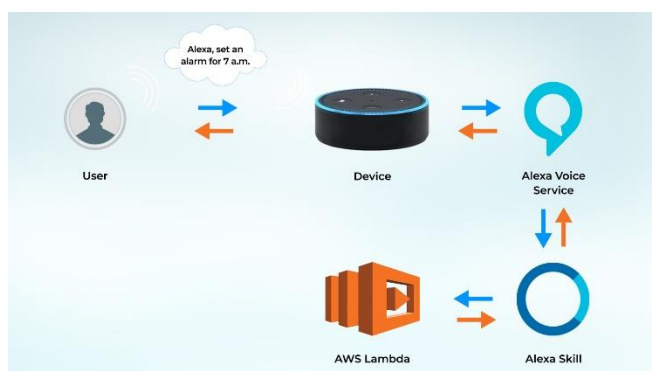 Alexa, set an
alarm for 7 a.m.
User
Device
Alexa Voice
Service
AWS Lambda
Alexa Skill